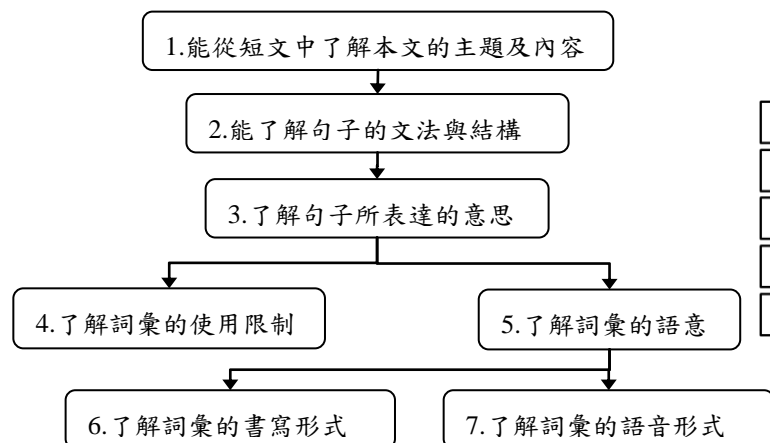 1.能從短文中了解本文的主題及內容
2.能了解句子的文法與結構
3.了解句子所表達的意思
4.了解詞彙的使用限制
5.了解詞彙的語意
6.了解詞彙的書寫形式
7.了解詞彙的語音形式